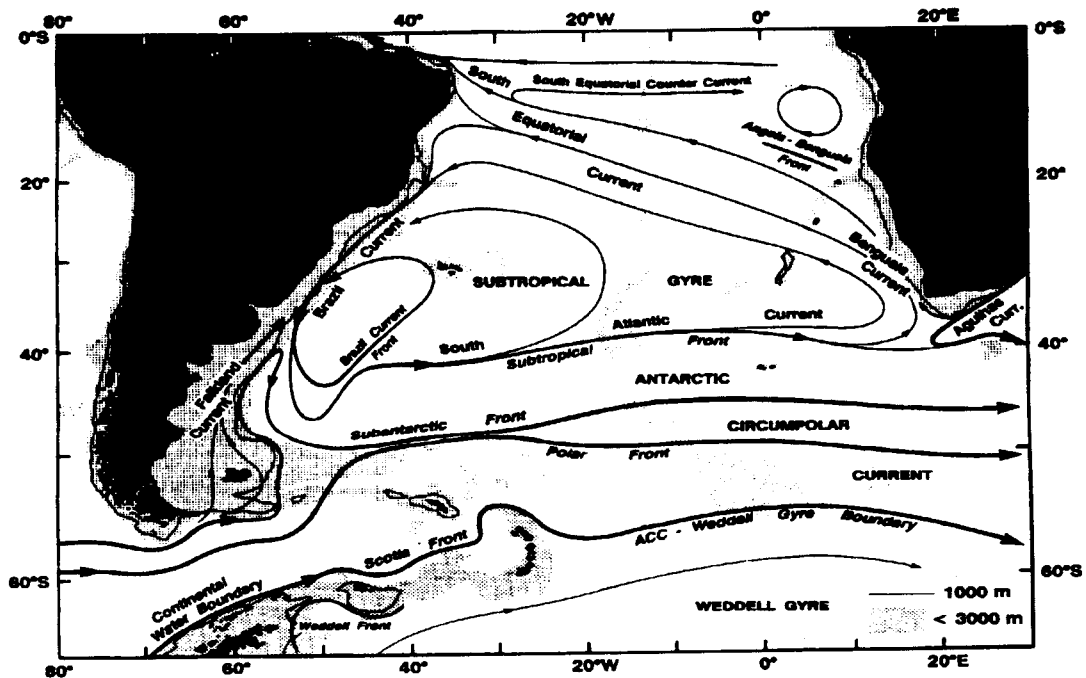 80° 60° 40° 20°W 0° 20°E
0°S 0°S
South
South Equatorial Counter Current
Equatorial
Angola - Benguela
Front
20° 20°
Current
Current
Benguela
Current
SUBTROPICAL GYRE
Brazil
Brazil Current
Front
Atlantic Current
Agulhas
Curr.
South
Subtropical Front
40° 40°
ANTARCTIC
Falkland
Current
Subantarctic Front
CIRCUMPOLAR
Polar Front
CURRENT
ACC - Weddell Gyre Boundary
Scotia Front
60°S 60°S
Continental
Water Boundary
1000 m
WEDDELL GYRE
< 3000 m
Weddell Front
80° 60° 40° 20°W 0° 20°E